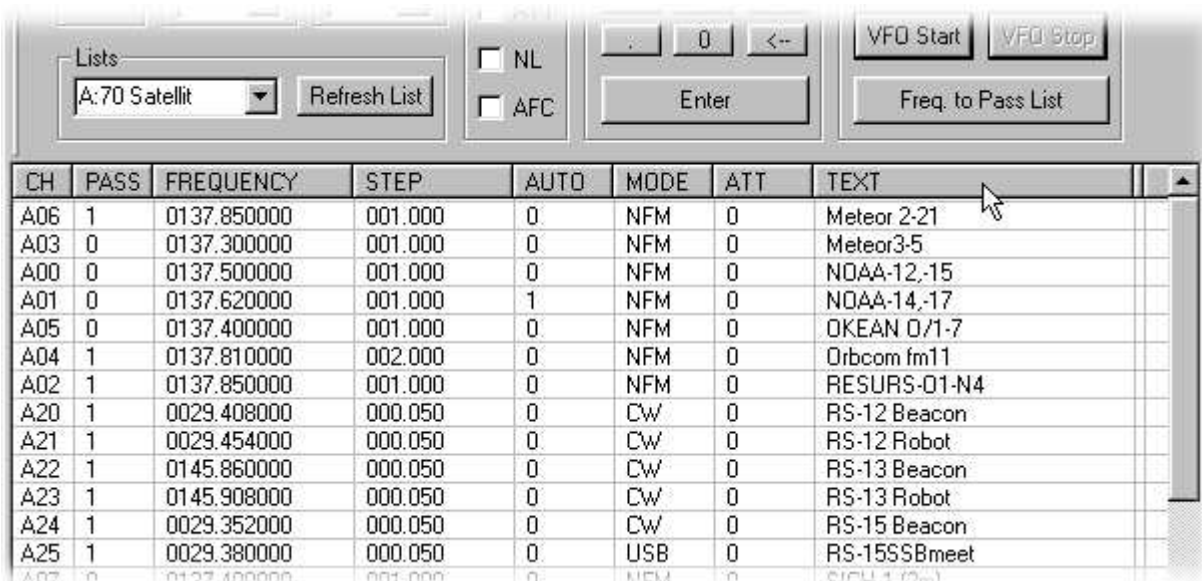 Lists
A:70 Satellit Refresh List
NL
AFC
. 0 <--
Enter
VFO Start VFO Stop
Freq. to Pass List
CH PASS FREQUENCY STEP AUTO MODE ATT TEXT
A06 1 0137.850000 001.000 0 NFM 0 Meteor 2-21
A03 0 0137.300000 001.000 0 NFM 0 Meteor3-5
A00 0 0137.500000 001.000 0 NFM 0 NOAA-12,-15
A01 0 0137.620000 001.000 1 NFM 0 NOAA-14,-17
A05 0 0137.400000 001.000 0 NFM 0 OKEAN O/1-7
A04 1 0137.810000 002.000 0 NFM 0 Orbcom fm11
A02 1 0137.850000 001.000 0 NFM 0 RESURS-O1-N4
A20 1 0029.408000 000.050 0 CW 0 RS-12 Beacon
A21 1 0029.454000 000.050 0 CW 0 RS-12 Robot
A22 1 0145.860000 000.050 0 CW 0 RS-13 Beacon
A23 1 0145.908000 000.050 0 CW 0 RS-13 Robot
A24 1 0029.352000 000.050 0 CW 0 RS-15 Beacon
A25 1 0029.380000 000.050 0 USB 0 RS-15SSBmeet